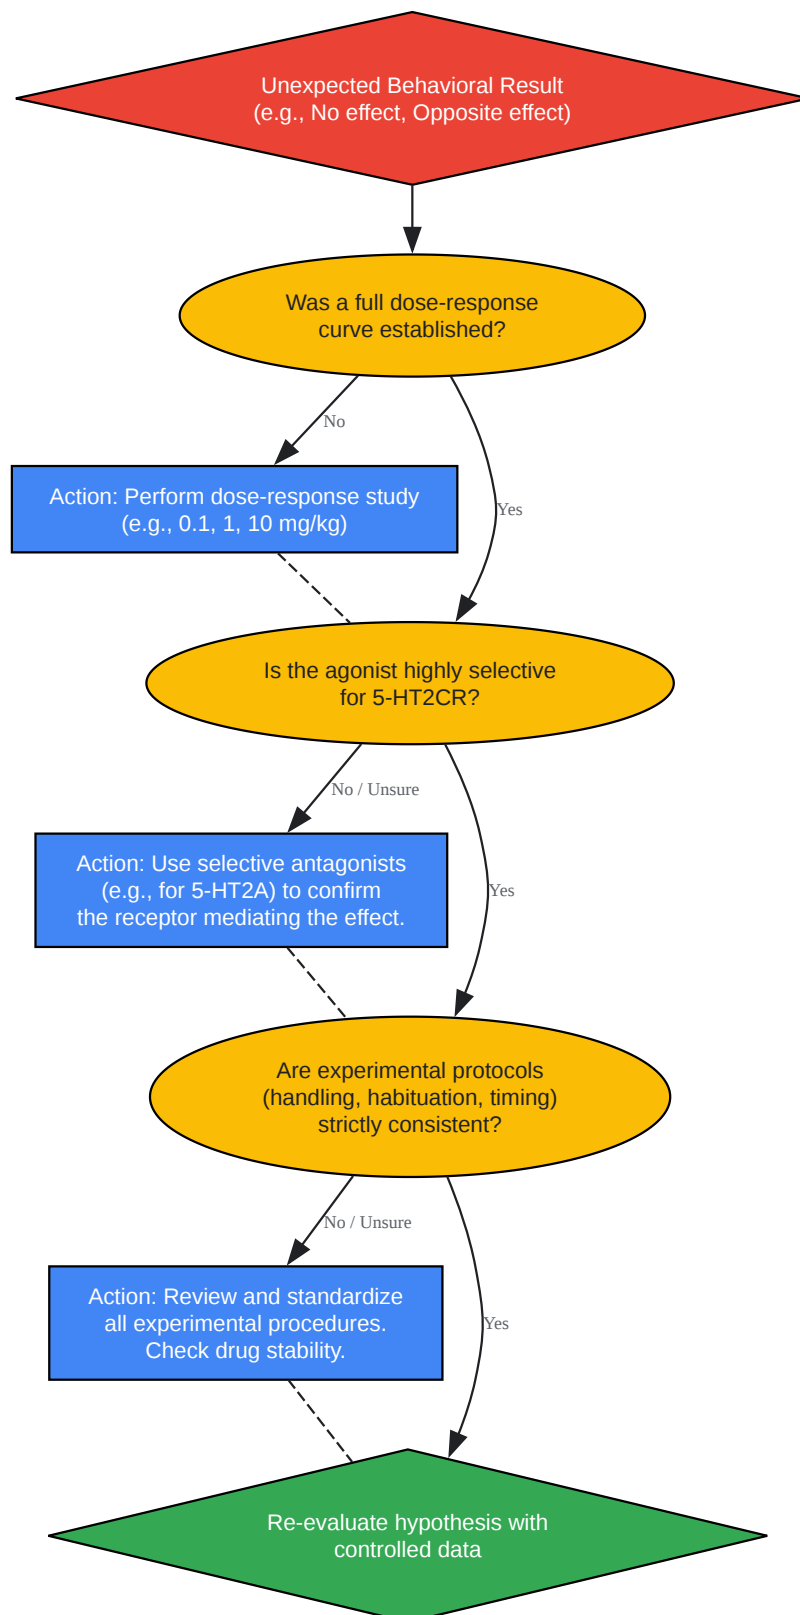 Unexpected Behavioral Result
(e.g., No effect, Opposite effect)
Was a full dose-response
curve established?
No
Action: Perform dose-response study
(e.g., 0.1, 1, 10 mg/kg)
Yes
Is the agonist highly selective
for 5-HT2CR?
No / Unsure
Action: Use selective antagonists
(e.g., for 5-HT2A) to confirm
the receptor mediating the effect.
Yes
Are experimental protocols
(handling, habituation, timing)
strictly consistent?
No / Unsure
Action: Review and standardize
all experimental procedures.
Check drug stability.
Yes
Re-evaluate hypothesis with
controlled data